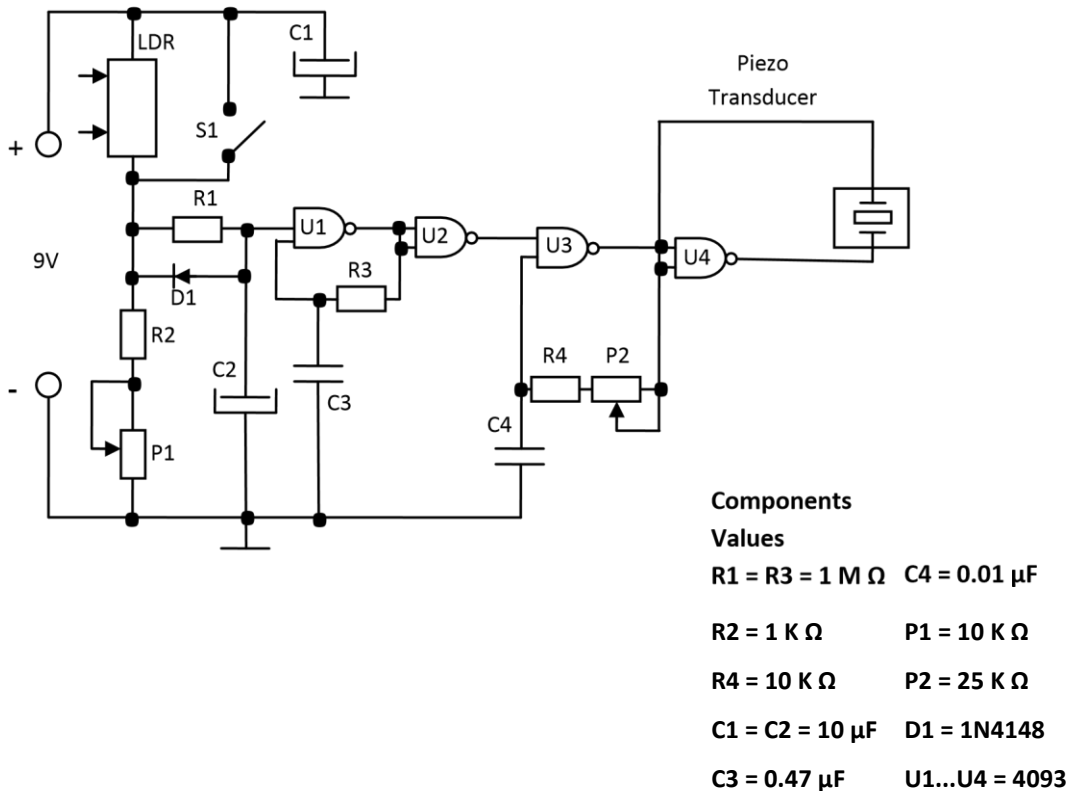 C1
LDR
Piezo
Transducer
S1
+
R1
U1
U2
U3
U4
9V
R3
D1
R2
R4 P2
C2
-
C3
C4
P1
Components
Values
R1 = R3 = 1 M Ω C4 = 0.01 µF
R2 = 1 K Ω P1 = 10 K Ω
R4 = 10 K Ω P2 = 25 K Ω
C1 = C2 = 10 µF D1 = 1N4148
C3 = 0.47 µF U1...U4 = 4093